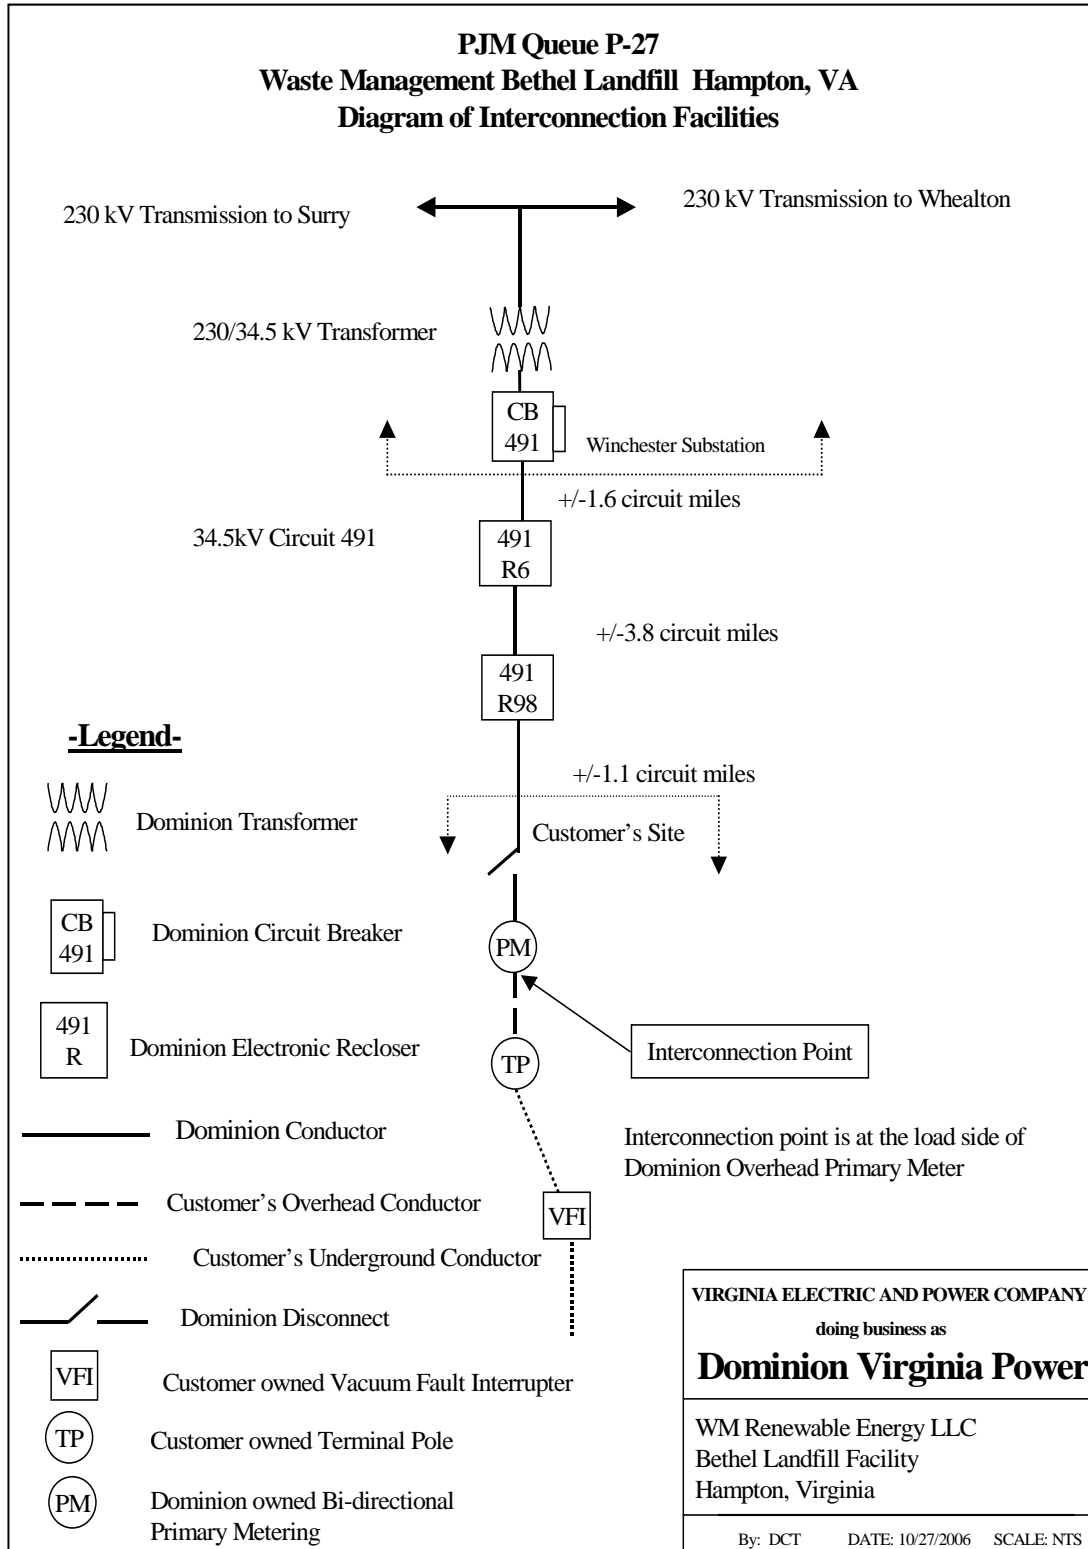 PJM Queue P-27
Waste Management Bethel Landfill Hampton, VA
Diagram of Interconnection Facilities
230 kV Transmission to Surry
230 kV Transmission to Whealton
230/34.5 kV Transformer
CB
491
Winchester Substation
+/-1.6 circuit miles
34.5kV Circuit 491
491
R6
+/-3.8 circuit miles
491
R98
-Legend-
+/-1.1 circuit miles
Dominion Transformer
Customer's Site
CB
491
Dominion Circuit Breaker
PM
491
R
Dominion Electronic Recloser
Interconnection Point
TP
Dominion Conductor
Interconnection point is at the load side of
Dominion Overhead Primary Meter
Customer's Overhead Conductor
VFI
Customer's Underground Conductor
Dominion Disconnect
VFI
Customer owned Vacuum Fault Interrupter
TP
Customer owned Terminal Pole
PM
Dominion owned Bi-directional
Primary Metering
VIRGINIA ELECTRIC AND POWER COMPANY
doing business as
Dominion Virginia Power
WM Renewable Energy LLC
Bethel Landfill Facility
Hampton, Virginia
By: DCT DATE: 10/27/2006 SCALE: NTS